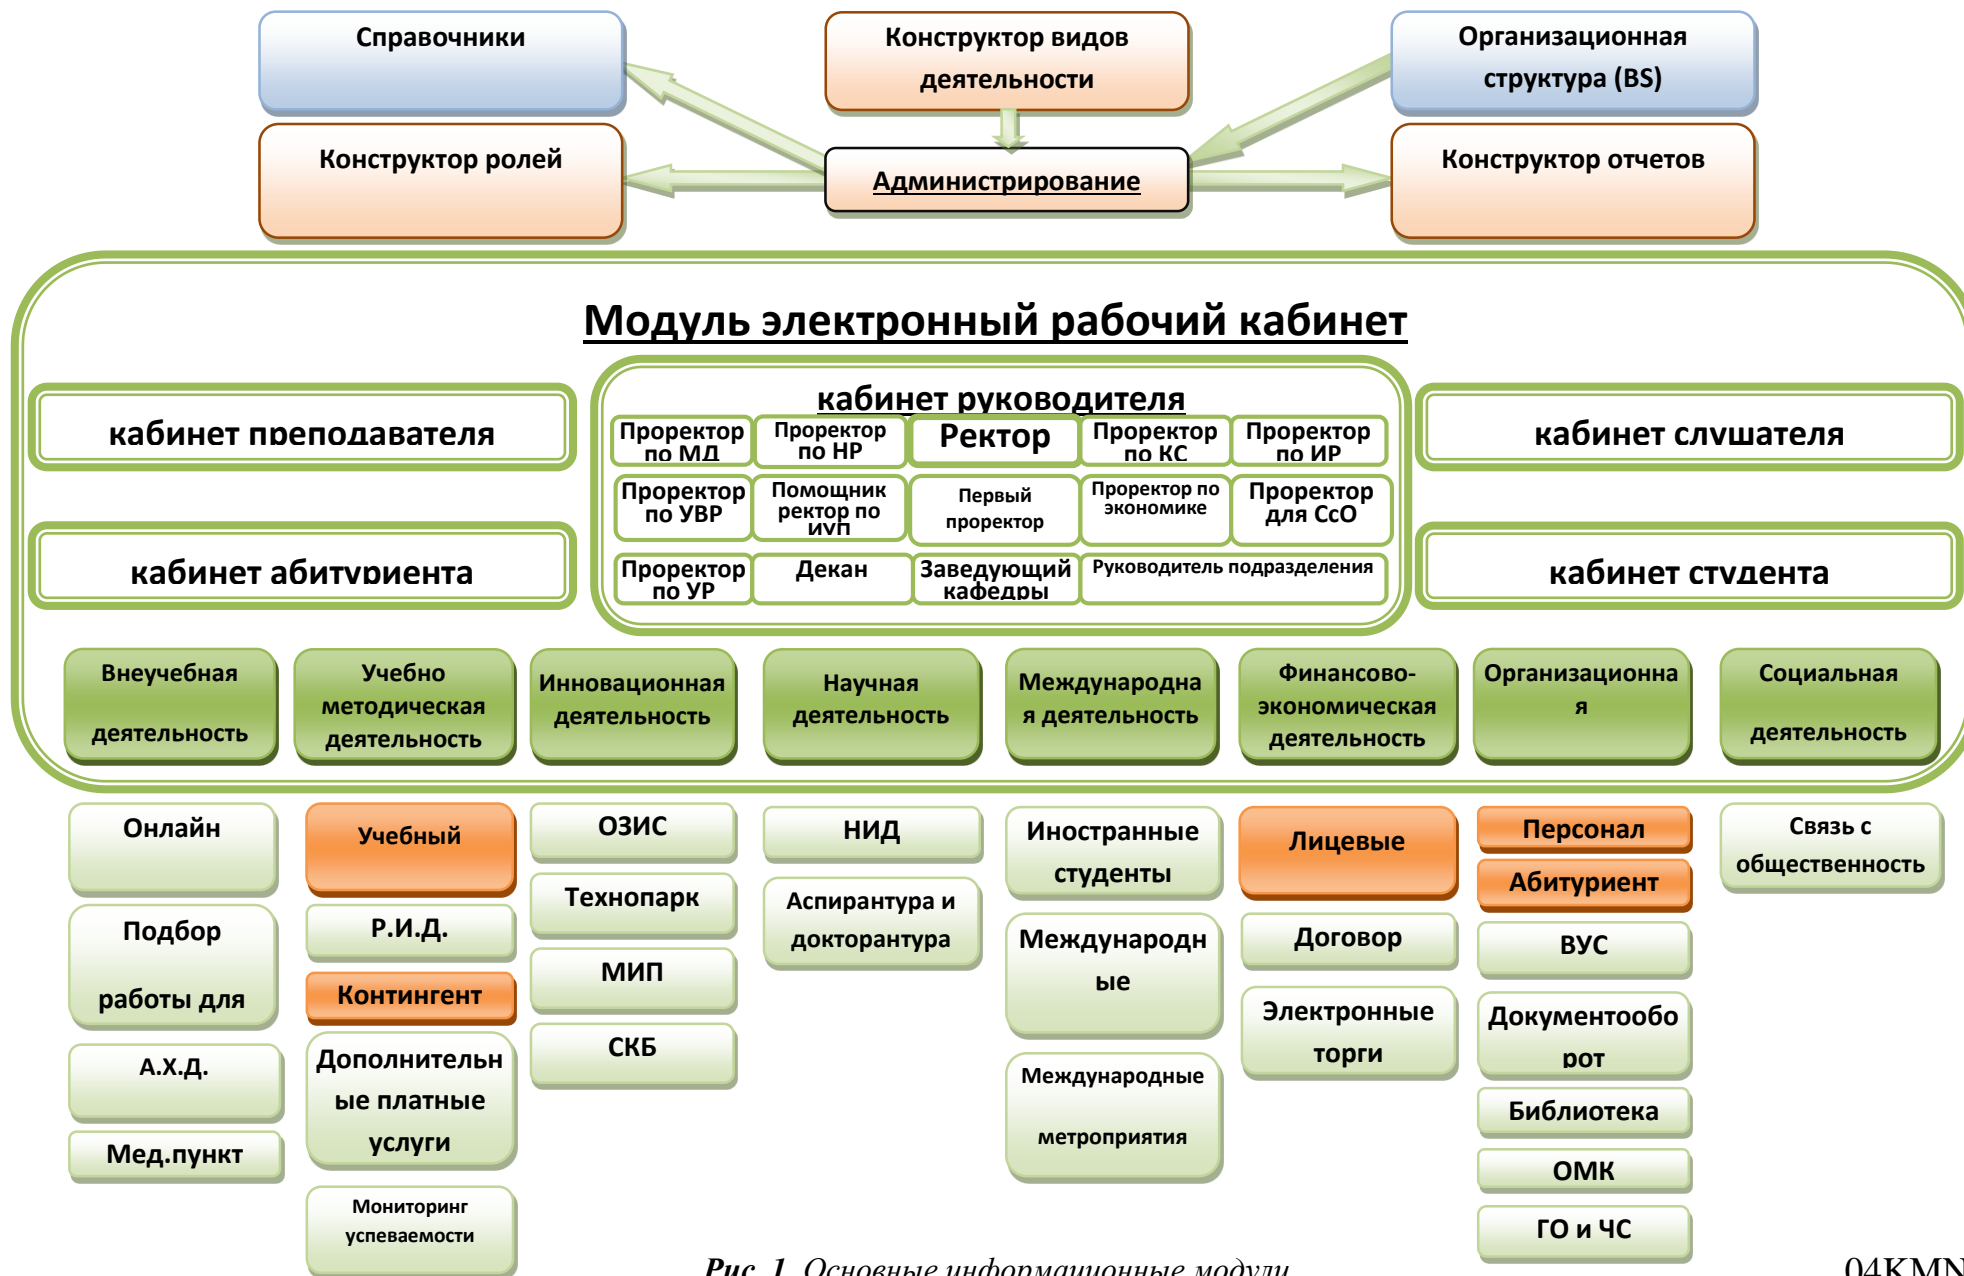 Справочники
Конструктор видов
деятельности
Организационная
структура (BS)
Конструктор ролей
Администрирование
Конструктор отчетов
Модуль электронный рабочий кабинет
кабинет преподавателя
кабинет абитуриента
кабинет руководителя
Проректор
по МД
Проректор
по НР
Ректор
Проректор
по КС
Проректор
по ИР
Проректор
по УВР
Помощник
ректор по
ИУП
Первый
проректор
Проректор по
экономике
Проректор
для СсО
Проректор
по УР
Декан
Заведующий
кафедры
Руководитель подразделения
кабинет слушателя
кабинет студента
Внеучебная
деятельность
Учебно
методическая
деятельность
Инновационная
деятельность
Научная
деятельность
Международна
я деятельность
Финансово-
экономическая
деятельность
Организационна
я
Социальная
деятельность
Онлайн
Подбор
работы для
А.Х.Д.
Мед.пункт
Учебный
Р.И.Д.
Контингент
Дополнительн
ые платные
услуги
Мониторинг
успеваемости
ОЗИС
Технопарк
МИП
СКБ
НИД
Аспирантура и
докторантура
Иностранные
студенты
Международн
ые
Международные
метроприятия
Лицевые
Договор
Электронные
торги
Персонал
Абитуриент
ВУС
Документообо
рот
Библиотека
ОМК
ГО и ЧС
Связь с
общественность
Рис. 1. Основные информационные модули
04KMN